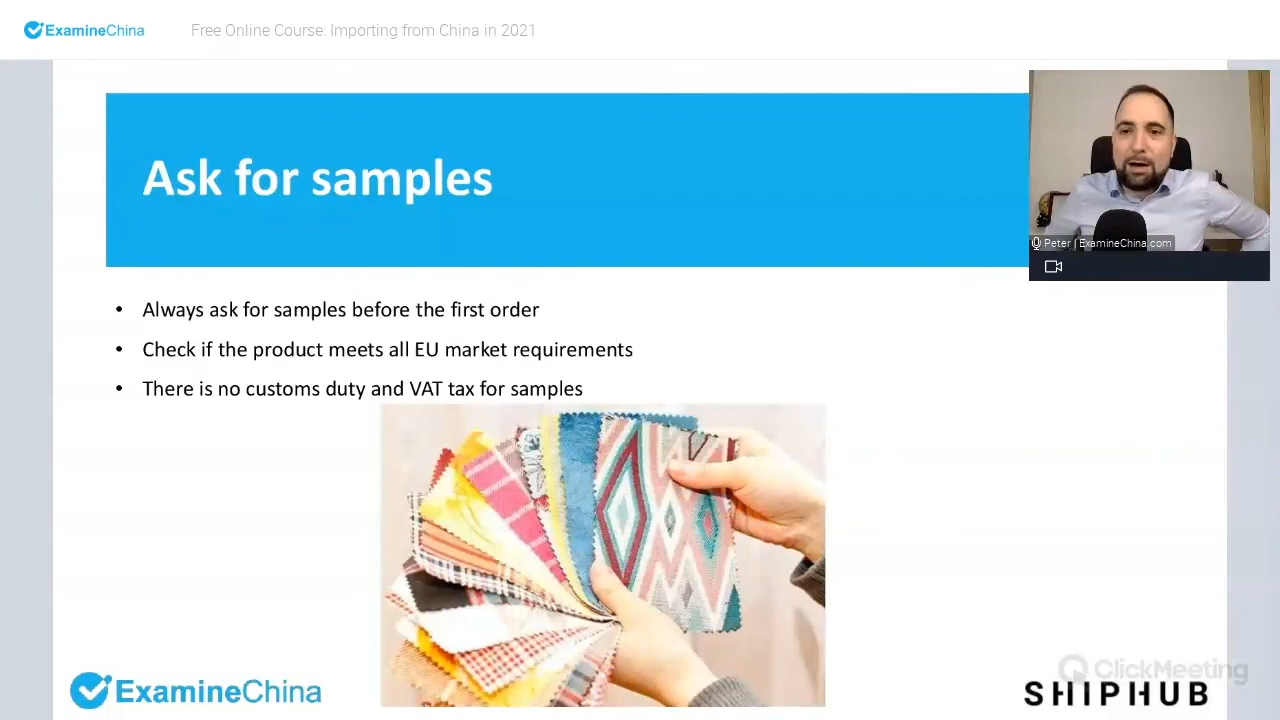 ExamineChina
Free Online Course: Importing from China in 2021
Ask for samples
Peter | ExamineChina.com
• Always ask for samples before the first order
• Check if the product meets all EU market requirements
• There is no customs duty and VAT tax for samples
ClickMeeting
ExamineChina
SHIPHUB